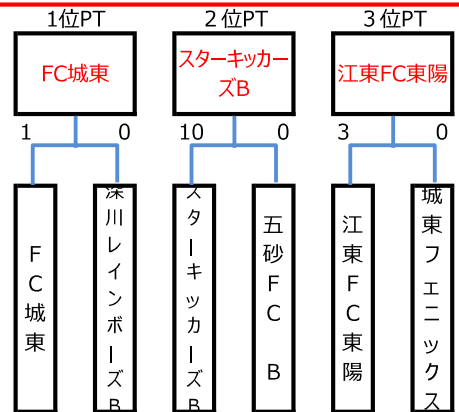 1位PT
2位PT
3位PT
FC城東
スターキッカー
ズB
江東FC東陽
1 0
10 0
3 0
FC城東
深川レインボーズB
スターキッカーズB
五砂FC B
江東FC東陽
城東フェニックス